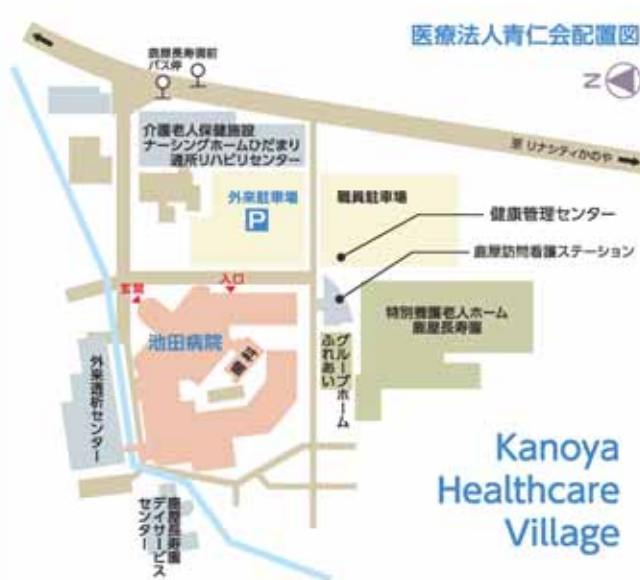 医療法人青仁会配置図
鹿屋長寿園前
バス停
N
介護老人保健施設
ナーシングホームひだまり
通所リハビリセンター
至 リナシティかのや
外来駐車場
P
職員駐車場
健康管理センター
鹿屋訪問看護ステーション
玄関
入口
池田病院
歯科
特別養護老人ホーム
鹿屋長寿園
グループホーム
ふれあい
外来透析センター
鹿屋長寿園
デイサービス
センター
Kanoya
Healthcare
Village